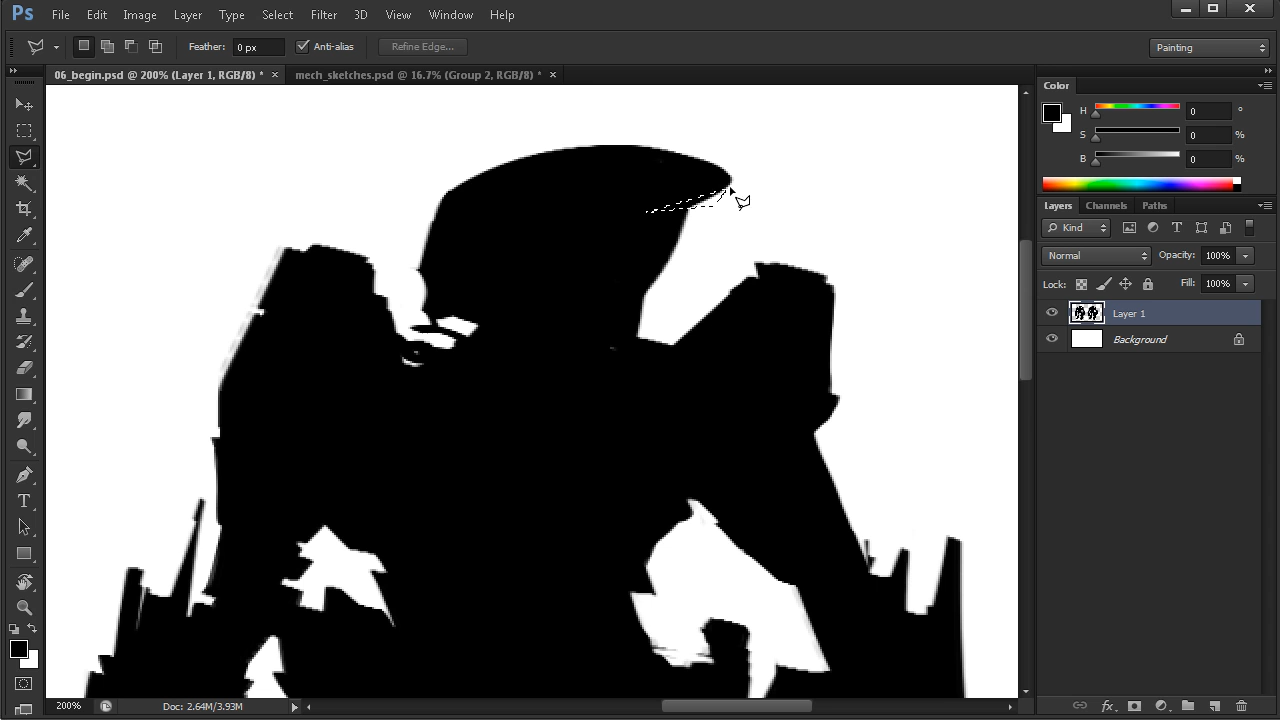 Ps File Edit Image Layer Type Select Filter 3D View Window Help
Feather: 0 px Anti-alias Refine Edge... Painting
06_begin.psd @ 200% (Layer 1, RGB/8) * × mech_sketches.psd @ 16.7% (Group 2, RGB/8) * ×
Color
H 0 °
S 0 %
B 0 %
Layers Channels Paths
Kind
Normal Opacity: 100%
Lock: Fill: 100%
Layer 1
Background
T
200% Doc: 2.64M/3.93M
fx